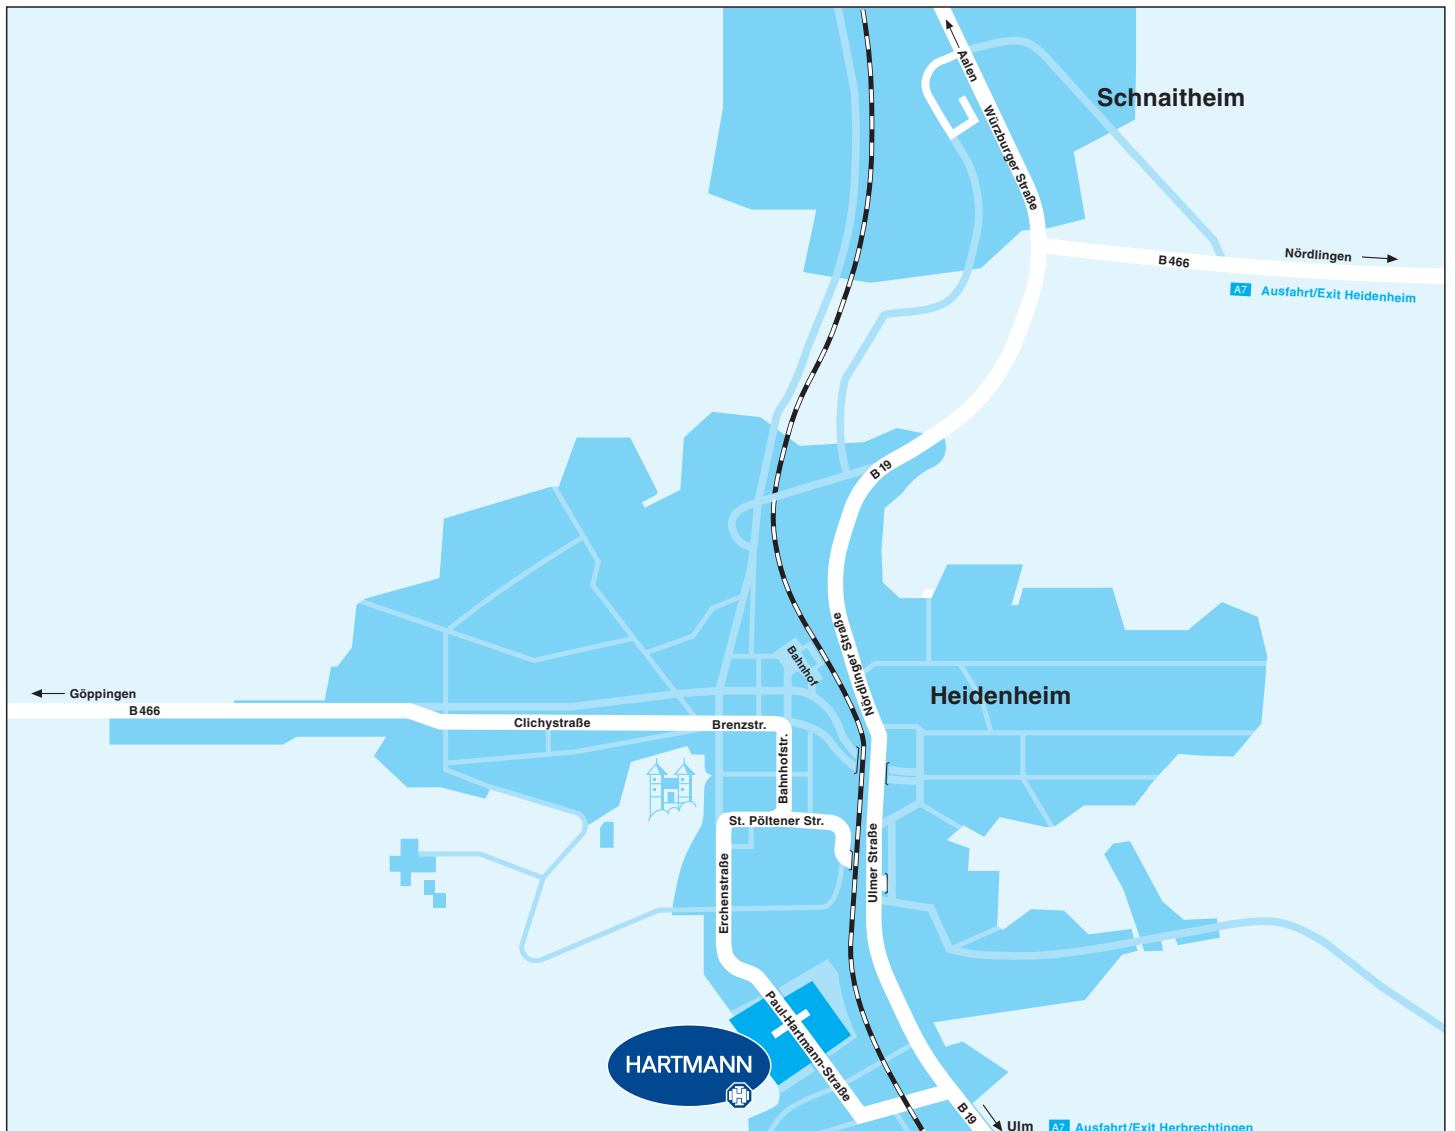 Aalen
Schnaitheim
Würzburger Straße
Nördlingen
B 466
A7 Ausfahrt/Exit Heidenheim
B 19
Nördlinger Straße
Bahnhof
Göppingen
Heidenheim
B 466
Clichystraße
Brenzstr.
Bahnhofstr.
St. Pöltener Str.
Ulmer Straße
Erchenstraße
Paul-Hartmann-Straße
HARTMANN
B 19
Ulm
A7 Ausfahrt/Exit Herbrechtingen